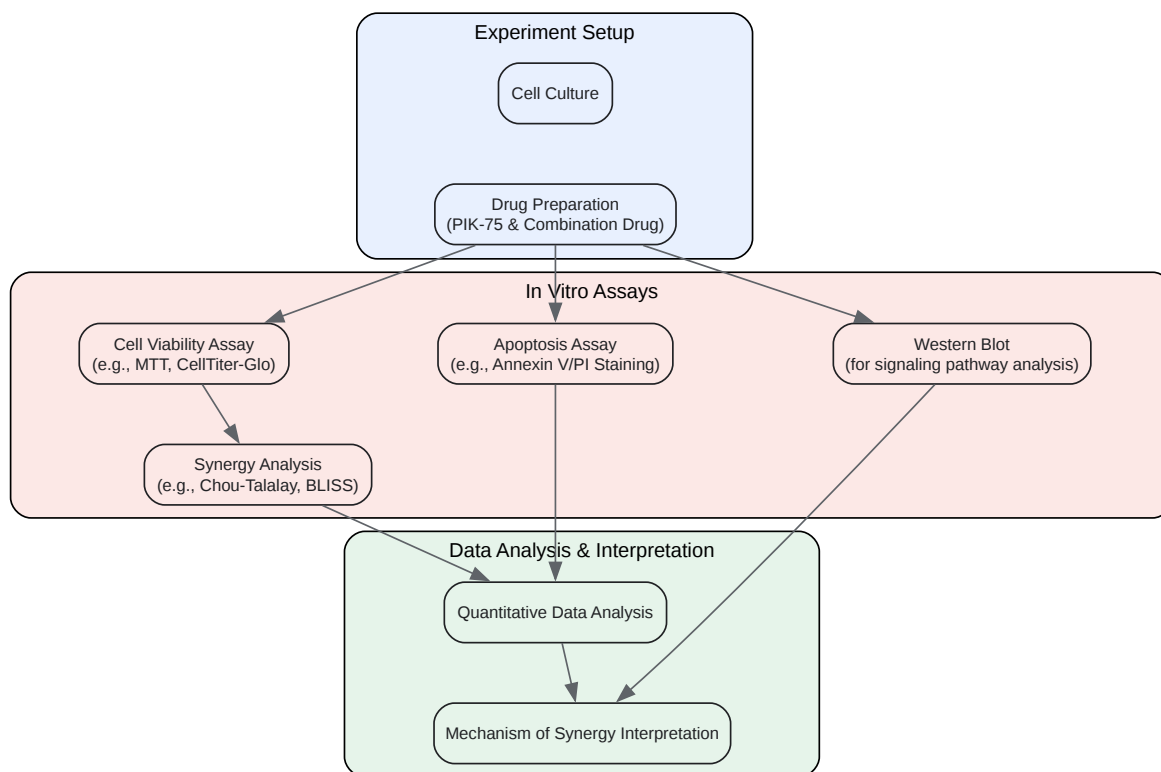 Experiment Setup
Cell Culture
Drug Preparation
(PIK-75 & Combination Drug)
In Vitro Assays
Cell Viability Assay
(e.g., MTT, CellTiter-Glo)
Apoptosis Assay
(e.g., Annexin V/PI Staining)
Western Blot
(for signaling pathway analysis)
Synergy Analysis
(e.g., Chou-Talalay, BLISS)
Data Analysis & Interpretation
Quantitative Data Analysis
Mechanism of Synergy Interpretation